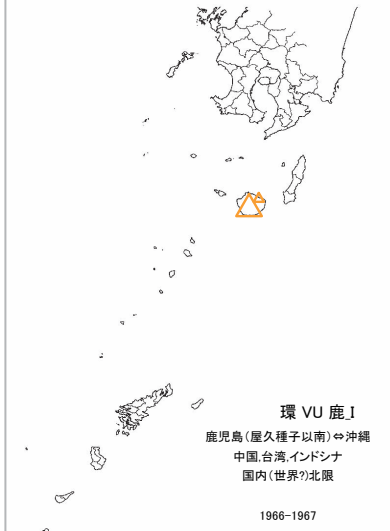 環 VU 鹿_I
鹿児島(屋久種子以南)⇔沖縄
中国,台湾,インドシナ
国内(世界?)北限
1966-1967